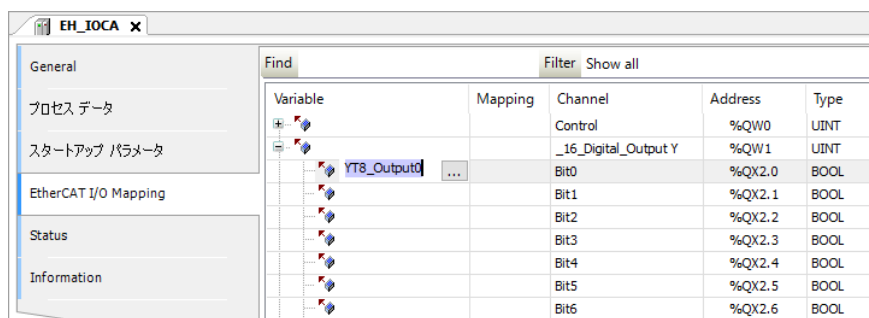 EH_IOCA X
General
プロセス データ
スタートアップ パラメータ
EtherCAT I/O Mapping
Status
Information
Find Filter Show all
Variable Mapping Channel Address Type
Control %QW0 UINT
_16_Digital_Output Y %QW1 UINT
YT8_Output0 ... Bit0 %QX2.0 BOOL
Bit1 %QX2.1 BOOL
Bit2 %QX2.2 BOOL
Bit3 %QX2.3 BOOL
Bit4 %QX2.4 BOOL
Bit5 %QX2.5 BOOL
Bit6 %QX2.6 BOOL